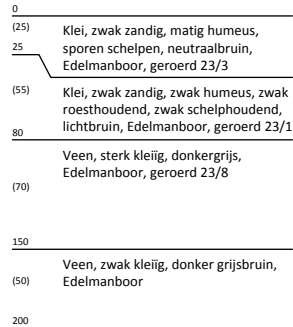 0
(25)
Klei, zwak zandig, matig humeus,
sporen schelpen, neutraalbruin,
Edelmanboor, geroerd 23/3
25
(55)
Klei, zwak zandig, zwak humeus, zwak
roesthoudend, zwak schelphoudend,
lichtbruin, Edelmanboor, geroerd 23/1
80
Veen, sterk kleiïg, donkergrijs,
Edelmanboor, geroerd 23/8
(70)
150
Veen, zwak kleiïg, donker grijsbruin,
Edelmanboor
(50)
200